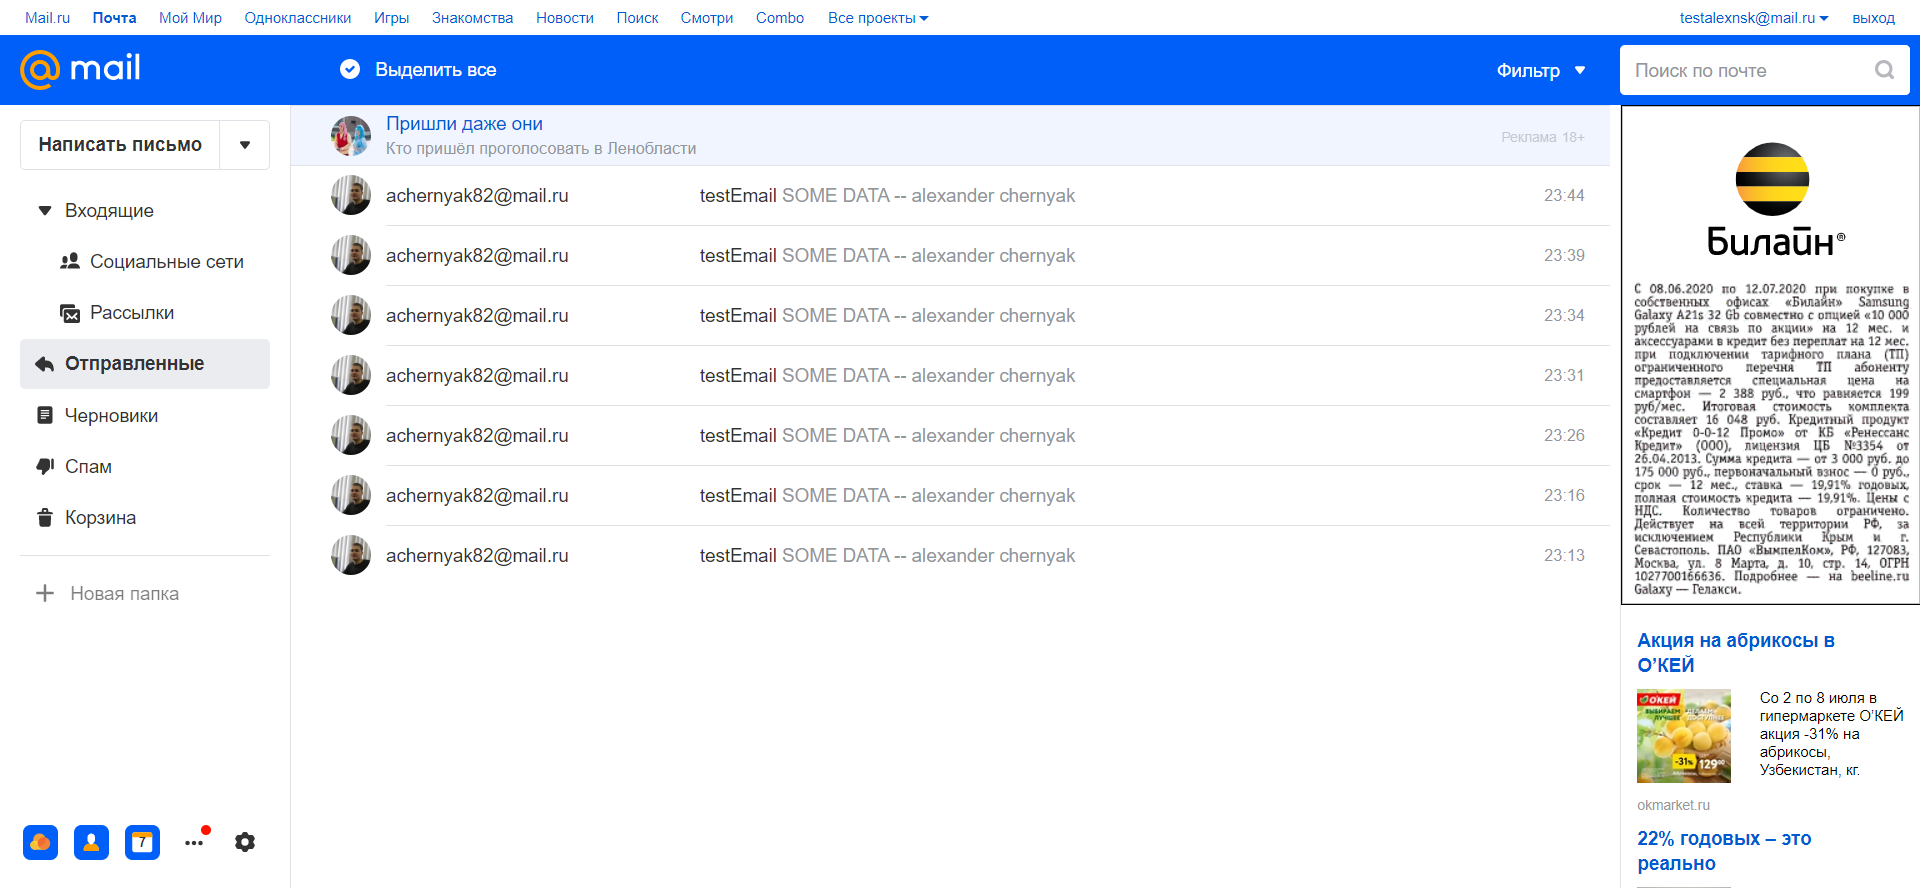 Mail.ru Почта Мой Мир Одноклассники Игры Знакомства Новости Поиск Смотри Combo Все проекты testalexnsk@mail.ru выход
mail Выделить все Фильтр Поиск по почте
Написать письмо
Входящие
Социальные сети
Рассылки
Отправленные
Черновики
Спам
Корзина
Новая папка
7
Пришли даже они
Кто пришёл проголосовать в Ленобласти
Реклама 18+
achernyak82@mail.ru testEmail SOME DATA -- alexander chernyak 23:44
achernyak82@mail.ru testEmail SOME DATA -- alexander chernyak 23:39
achernyak82@mail.ru testEmail SOME DATA -- alexander chernyak 23:34
achernyak82@mail.ru testEmail SOME DATA -- alexander chernyak 23:31
achernyak82@mail.ru testEmail SOME DATA -- alexander chernyak 23:26
achernyak82@mail.ru testEmail SOME DATA -- alexander chernyak 23:16
achernyak82@mail.ru testEmail SOME DATA -- alexander chernyak 23:13
Билайн®
С 08.06.2020 по 12.07.2020 при покупке в
собственных офисах «Билайн» Samsung
Galaxy A21s 32 Gb совместно с опцией «10 000
рублей на связь по акции» на 12 мес. и
аксессуарами в кредит без переплат на 12 мес.
при подключении тарифного плана (ТП)
ограниченного перечня ТП абоненту
предоставляется специальная цена на
смартфон — 2 388 руб., что равняется 199
руб/мес. Итоговая стоимость комплекта
составляет 16 048 руб. Кредитный продукт
«Кредит 0-0-12 Промо» от КБ «Ренессанс
Кредит» (ООО), лицензия ЦБ №3354 от
26.04.2013. Сумма кредита — от 3 000 руб. до
175 000 руб., первоначальный взнос — 0 руб.,
срок — 12 мес., ставка — 19,91% годовых,
полная стоимость кредита — 19,91%. Цены с
НДС. Количество товаров ограничено.
Действует на всей территории РФ, за
исключением Республики Крым и г.
Севастополь. ПАО «ВымпелКом», РФ, 127083,
Москва, ул. 8 Марта, д. 10, стр. 14, ОГРН
1027700166636. Подробнее — на beeline.ru
Galaxy — Гелакси.
Акция на абрикосы в
О’КЕЙ
О'КЕЙ
ВЫБИРАЕМ
ЛУЧШЕЕ
-31%
129
Со 2 по 8 июля в
гипермаркете О’КЕЙ
акция -31% на
абрикосы,
Узбекистан, кг.
okmarket.ru
22% годовых – это
реально